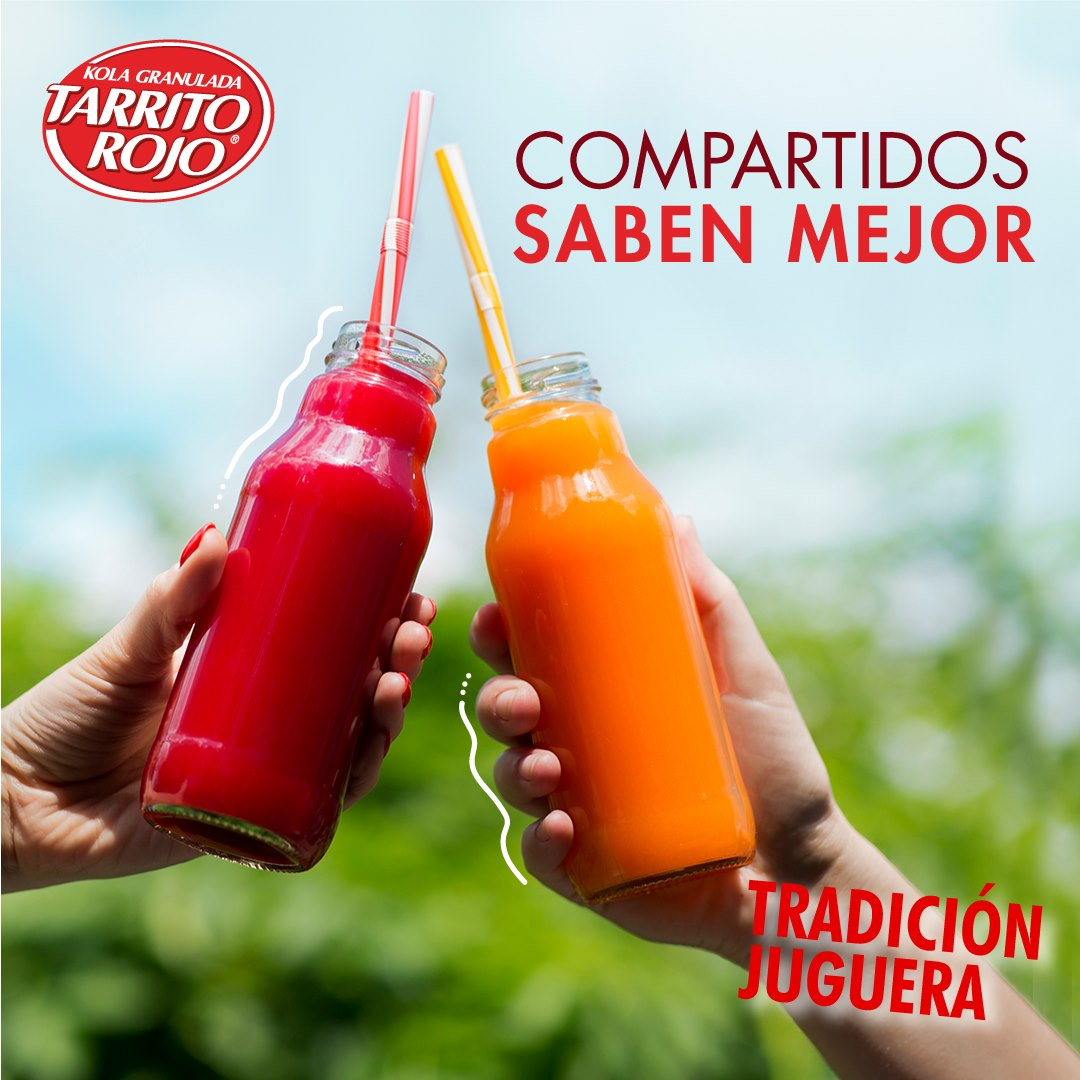 KOLA GRANULADA
TARRITO
ROJO®
COMPARTIDOS
SABEN MEJOR
TRADICIÓN
JUGUERA